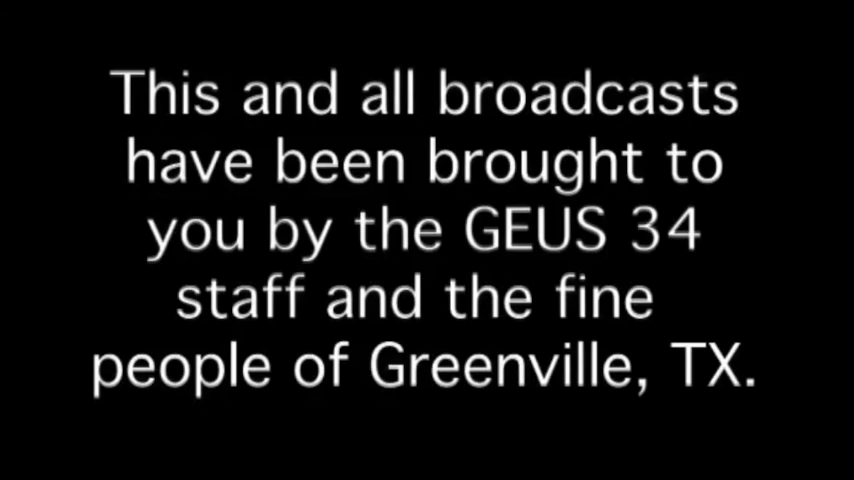 This and all broadcasts
have been brought to
you by the GEUS 34
staff and the fine
people of Greenville, TX.